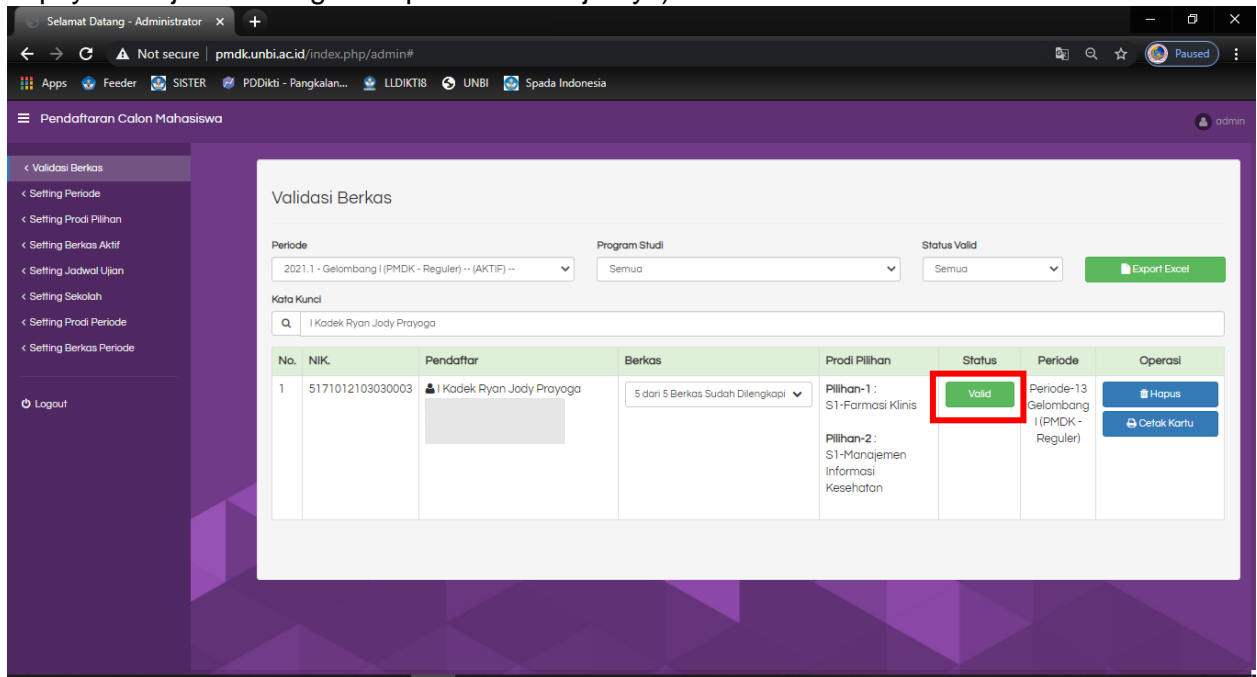 Selamat Datang - Administrator
Paused
Not secure | pmdk.unbi.ac.id/index.php/admin#
Apps Feeder SISTER PDDikti - Pangkalan... LLDIKTI8 UNBI Spada Indonesia
Pendaftaran Calon Mahasiswa
admin
< Validasi Berkas
< Setting Periode
< Setting Prodi Pilihan
< Setting Berkas Aktif
< Setting Jadwal Ujian
< Setting Sekolah
< Setting Prodi Periode
< Setting Berkas Periode
Logout
Validasi Berkas
Periode Program Studi Status Valid
2021.1 - Gelombang I (PMDK - Reguler) -- (AKTIF) -- Semua Semua Export Excel
Kata Kunci
I Kadek Ryan Jody Prayoga
No. NIK. Pendaftar Berkas Prodi Pilihan Status Periode Operasi
1 5171012103030003 I Kadek Ryan Jody Prayoga 5 dari 5 Berkas Sudah Dilengkapi
Pilihan-1 :
S1-Farmasi Klinis
Pilihan-2 :
S1-Manajemen
Informasi
Kesehatan
Valid
Periode-13
Gelombang
I (PMDK -
Reguler)
Hapus
Cetak Kartu